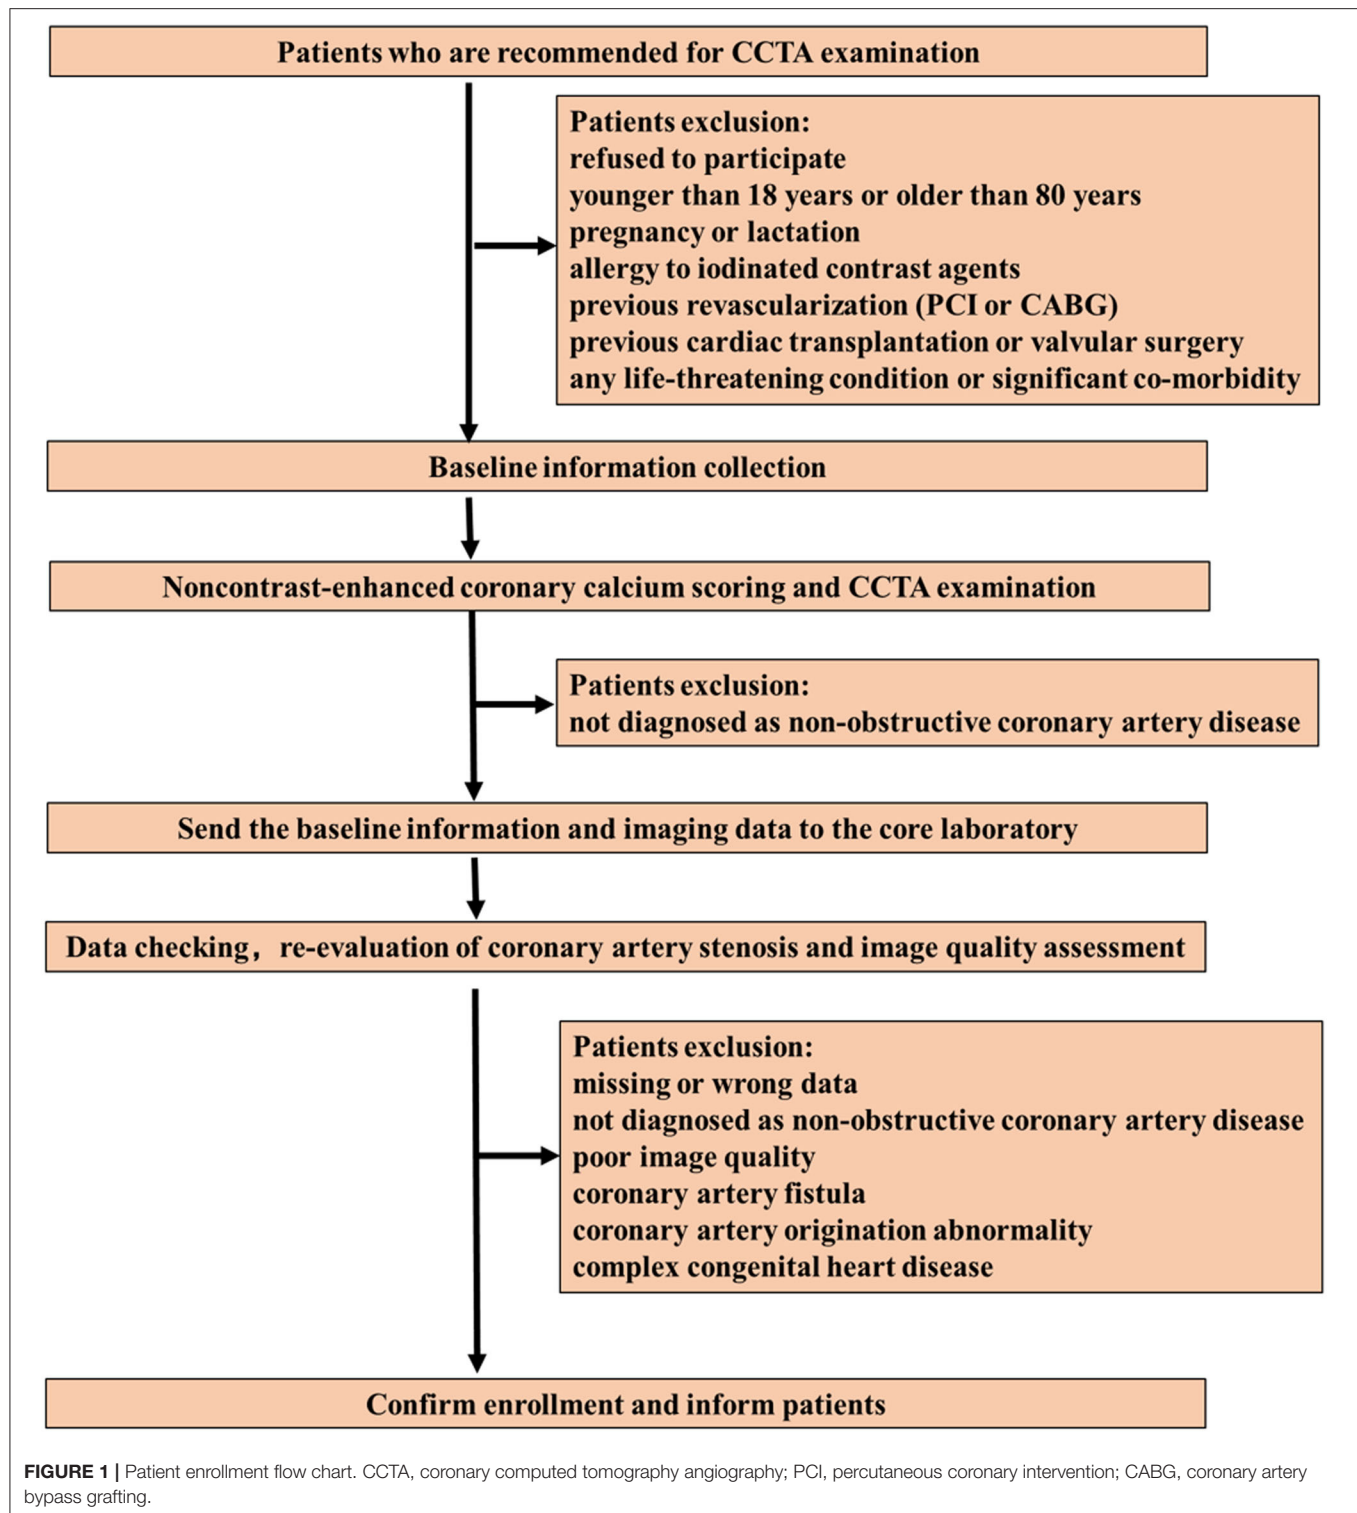 Patients who are recommended for CCTA examination
Patients exclusion:
refused to participate
younger than 18 years or older than 80 years
pregnancy or lactation
allergy to iodinated contrast agents
previous revascularization (PCI or CABG)
previous cardiac transplantation or valvular surgery
any life-threatening condition or significant co-morbidity
Baseline information collection
Noncontrast-enhanced coronary calcium scoring and CCTA examination
Patients exclusion:
not diagnosed as non-obstructive coronary artery disease
Send the baseline information and imaging data to the core laboratory
Data checking，re-evaluation of coronary artery stenosis and image quality assessment
Patients exclusion:
missing or wrong data
not diagnosed as non-obstructive coronary artery disease
poor image quality
coronary artery fistula
coronary artery origination abnormality
complex congenital heart disease
Confirm enrollment and inform patients
FIGURE 1 | Patient enrollment flow chart. CCTA, coronary computed tomography angiography; PCI, percutaneous coronary intervention; CABG, coronary artery
bypass grafting.